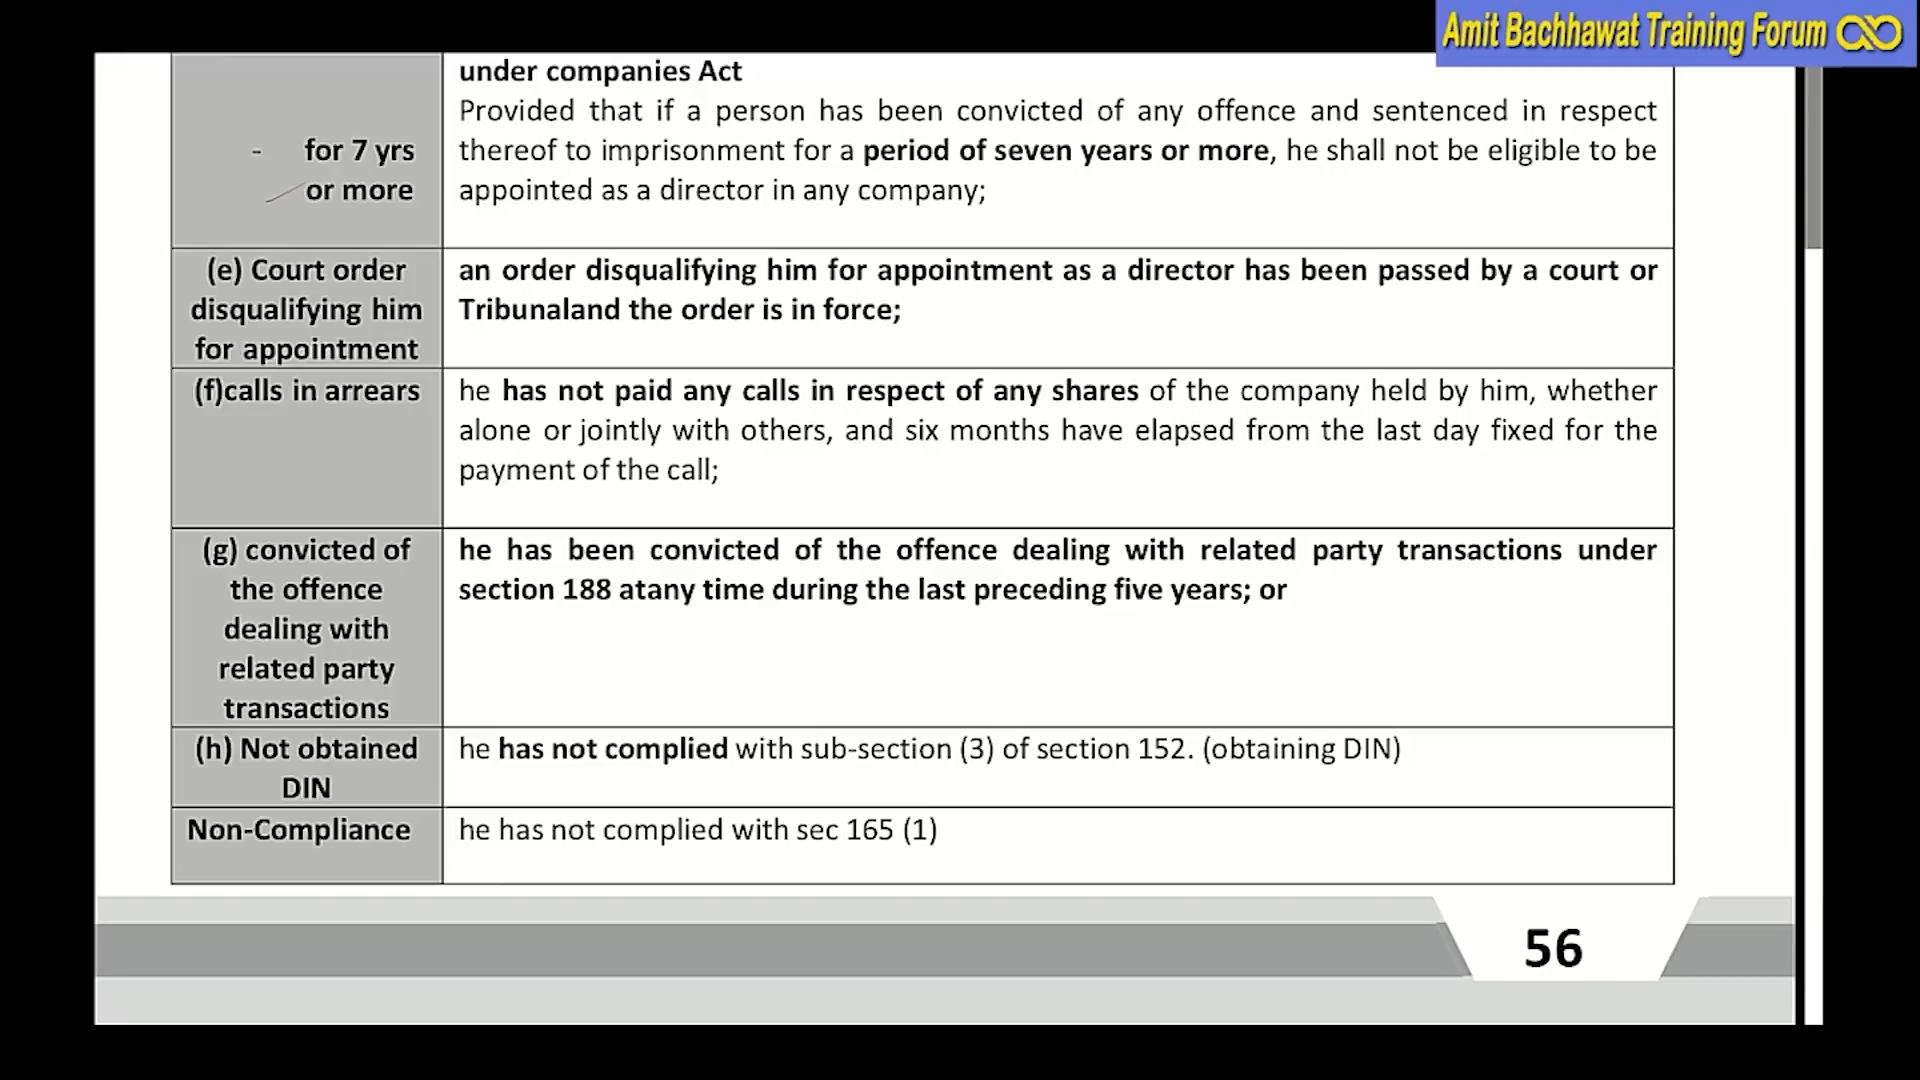 Amit Bachhawat Training Forum
under companies Act
Provided that if a person has been convicted of any offence and sentenced in respect
- for 7 yrs
or more
thereof to imprisonment for a period of seven years or more, he shall not be eligible to be
appointed as a director in any company;
(e) Court order
disqualifying him
for appointment
an order disqualifying him for appointment as a director has been passed by a court or
Tribunaland the order is in force;
(f)calls in arrears
he has not paid any calls in respect of any shares of the company held by him, whether
alone or jointly with others, and six months have elapsed from the last day fixed for the
payment of the call;
(g) convicted of
the offence
dealing with
related party
transactions
he has been convicted of the offence dealing with related party transactions under
section 188 atany time during the last preceding five years; or
(h) Not obtained
DIN
he has not complied with sub-section (3) of section 152. (obtaining DIN)
Non-Compliance
he has not complied with sec 165 (1)
56